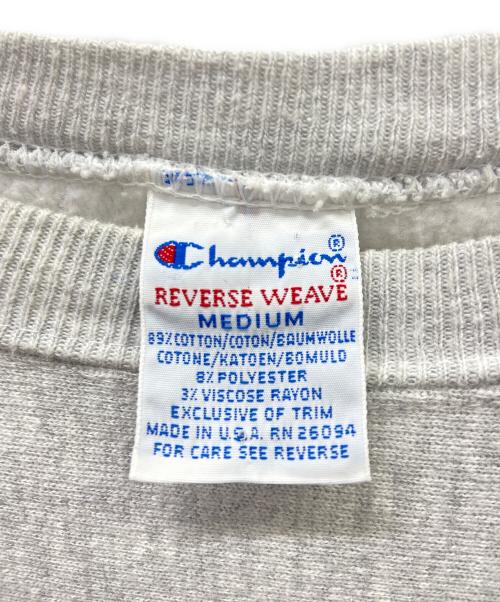 Champion®
®
REVERSE WEAVE
MEDIUM
89% COTTON/COTON/BAUMWOLLE
COTONE/KATOEN/BOMULD
8% POLYESTER
3% VISCOSE RAYON
EXCLUSIVE OF TRIM
MADE IN U.S.A. RN 26094
FOR CARE SEE REVERSE